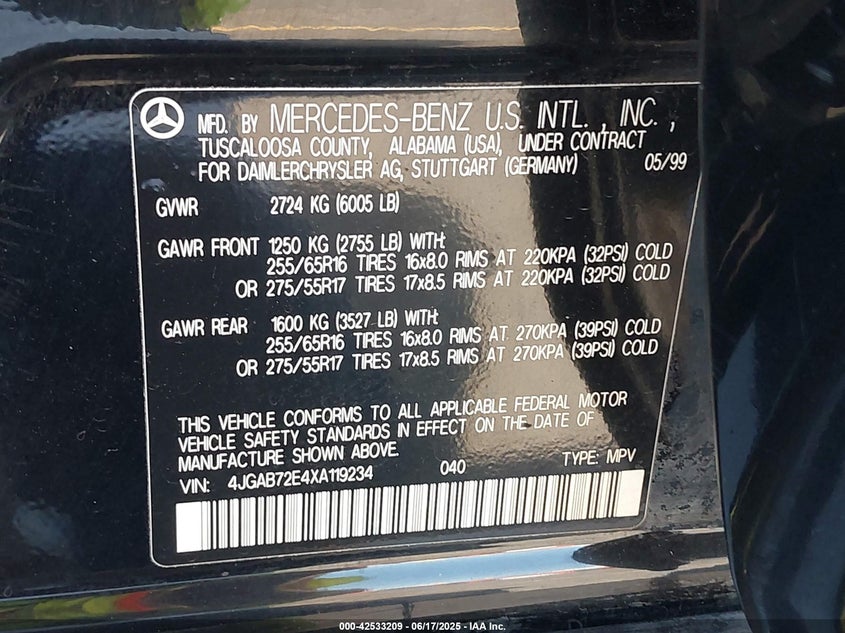 MFD. BY MERCEDES-BENZ U.S. INTL., INC.,
TUSCALOOSA COUNTY, ALABAMA (USA), UNDER CONTRACT
FOR DAIMLERCHRYSLER AG, STUTTGART (GERMANY) 05/99
GVWR 2724 KG (6005 LB)
GAWR FRONT 1250 KG (2755 LB) WITH:
255/65R16 TIRES 16x8.0 RIMS AT 220KPA (32PSI) COLD
OR 275/55R17 TIRES 17x8.5 RIMS AT 220KPA (32PSI) COLD
GAWR REAR 1600 KG (3527 LB) WITH:
255/65R16 TIRES 16x8.0 RIMS AT 270KPA (39PSI) COLD
OR 275/55R17 TIRES 17x8.5 RIMS AT 270KPA (39PSI) COLD
THIS VEHICLE CONFORMS TO ALL APPLICABLE FEDERAL MOTOR
VEHICLE SAFETY STANDARDS IN EFFECT ON THE DATE OF
MANUFACTURE SHOWN ABOVE.
VIN: 4JGAB72E4XA119234 040 TYPE: MPV
000-42533209 - 06/17/2025 - IAA Inc.